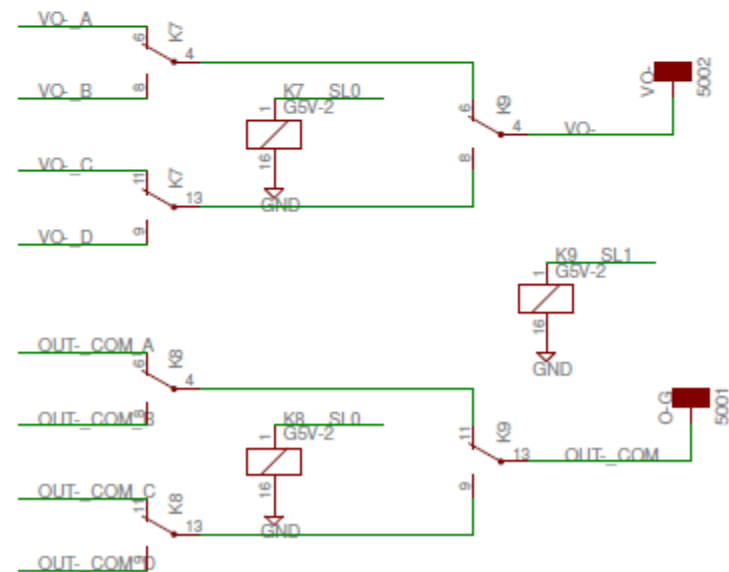 VO-_A
6
K7
4
VO-_B
8
K7 SL0
1
G5V-2
16
GND
6
K9
4
VO-
8
VO-
5002
VO-_C
11
K7
13
VO-_D
9
K9 SL1
1
G5V-2
16
GND
OUT-_COM_A
6
K8
4
OUT-_COM_B
8
K8 SL0
1
G5V-2
16
GND
11
K9
13
OUT-_COM
9
O-G
5001
OUT-_COM_C
11
K8
13
OUT-_COM_D
9